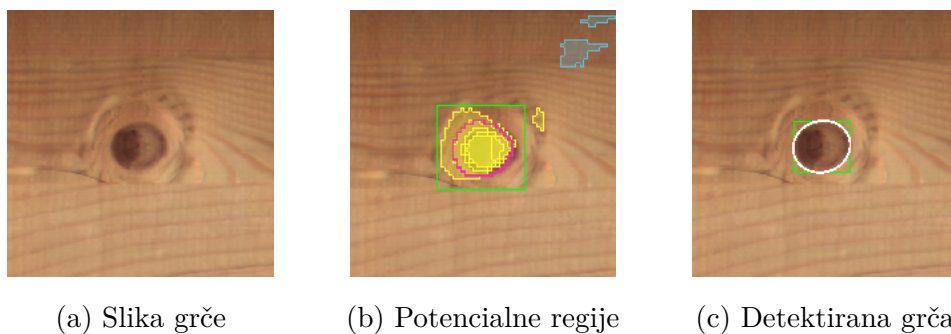 (a) Slika grče
(b) Potencialne regije
(c) Detektirana grča